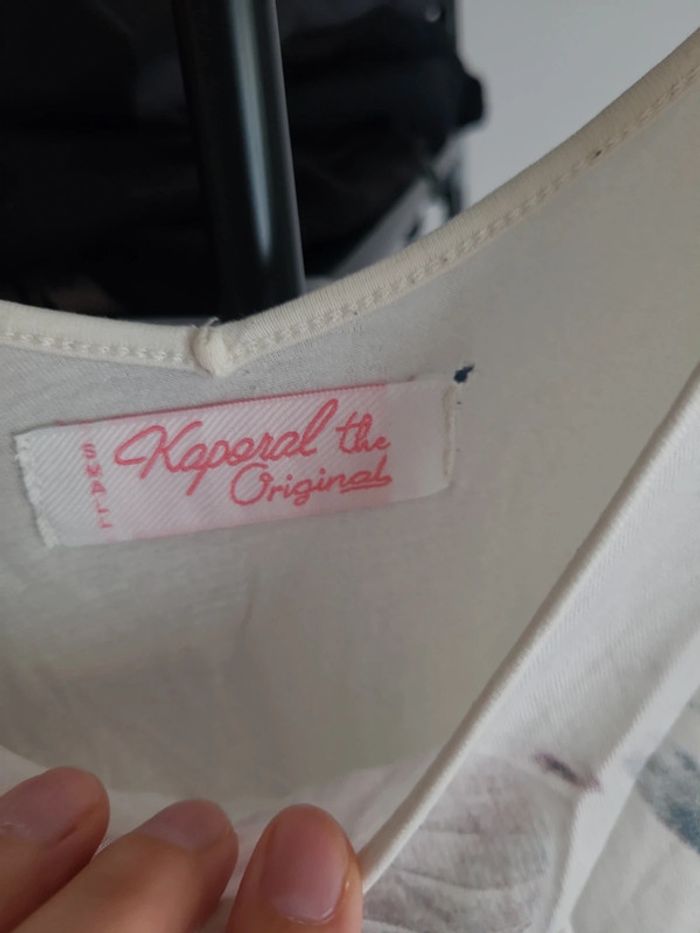 SMALL
Kaporal the
Original